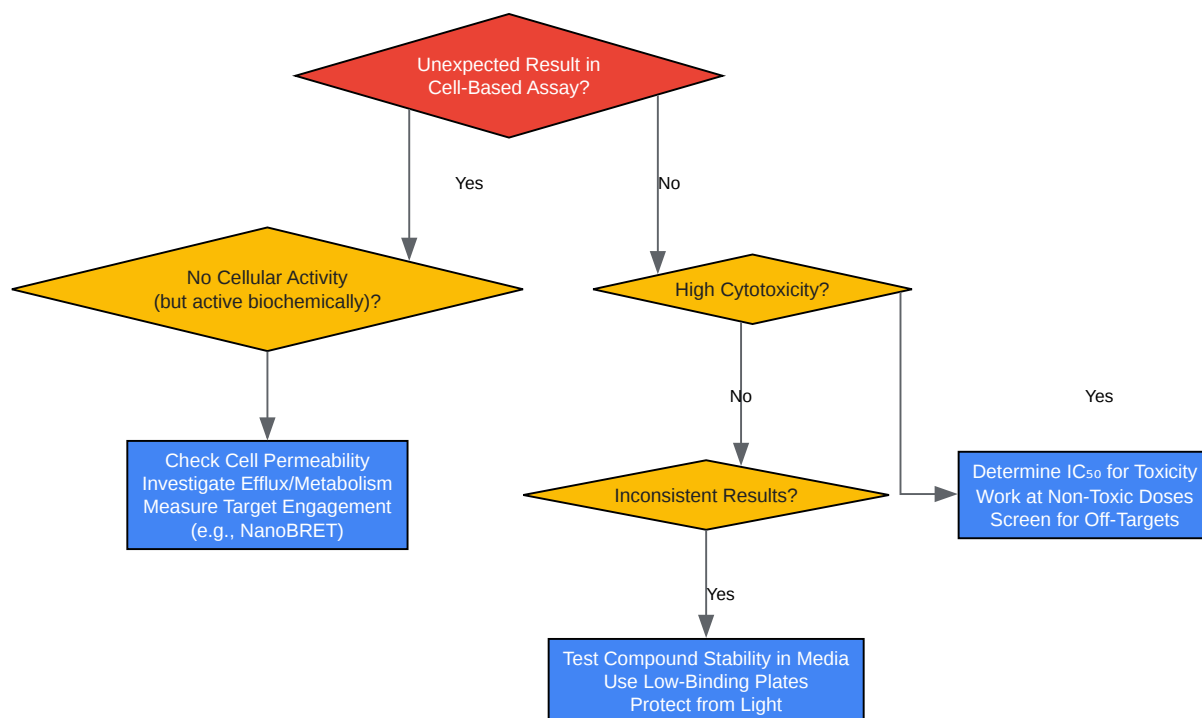 Unexpected Result in
Cell-Based Assay?
Yes
No
No Cellular Activity
(but active biochemically)?
High Cytotoxicity?
No
Yes
Check Cell Permeability
Investigate Efflux/Metabolism
Measure Target Engagement
(e.g., NanoBRET)
Inconsistent Results?
Determine IC₅₀ for Toxicity
Work at Non-Toxic Doses
Screen for Off-Targets
Yes
Test Compound Stability in Media
Use Low-Binding Plates
Protect from Light